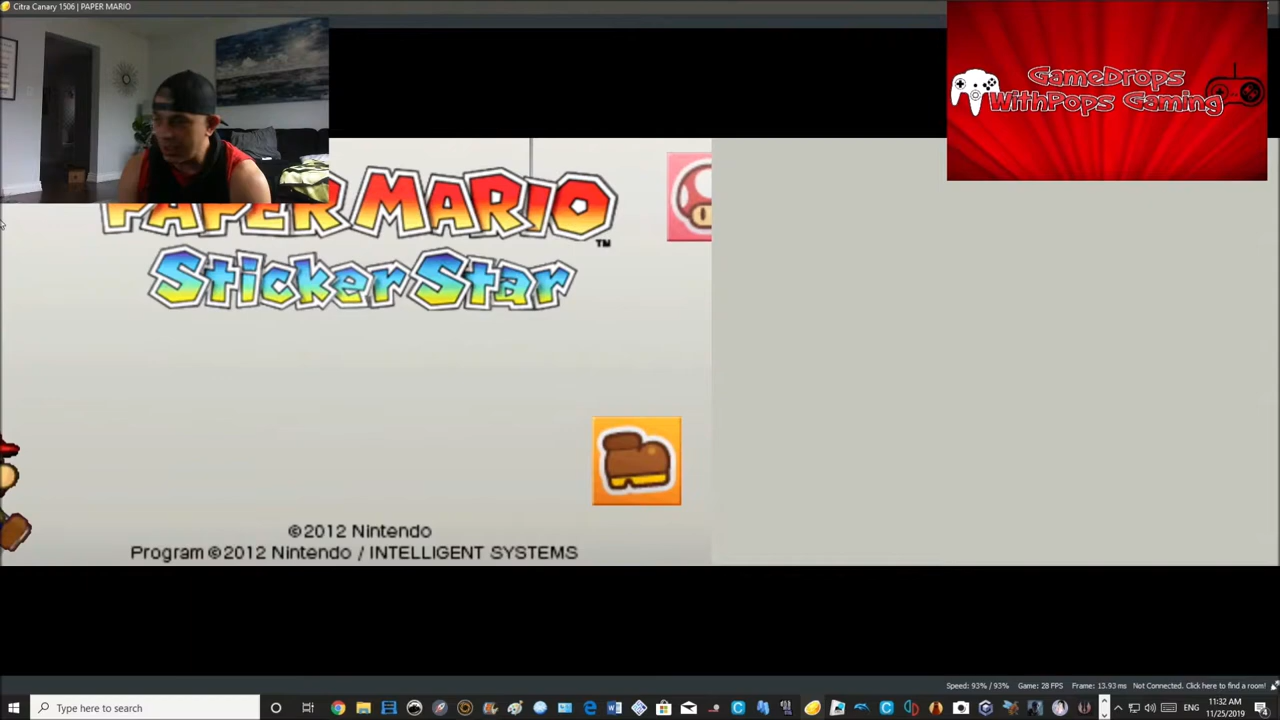 Citra Canary 1506 | PAPER MARIO
GameDrops
WithPops Gaming
PAPER MARIO
TM
Sticker Star
©2012 Nintendo
Program ©2012 Nintendo / INTELLIGENT SYSTEMS
Speed: 93% / 93% Game: 28 FPS Frame: 13.93 ms Not Connected. Click here to find a room!
Type here to search
ENG
11:32 AM
11/25/2019
4